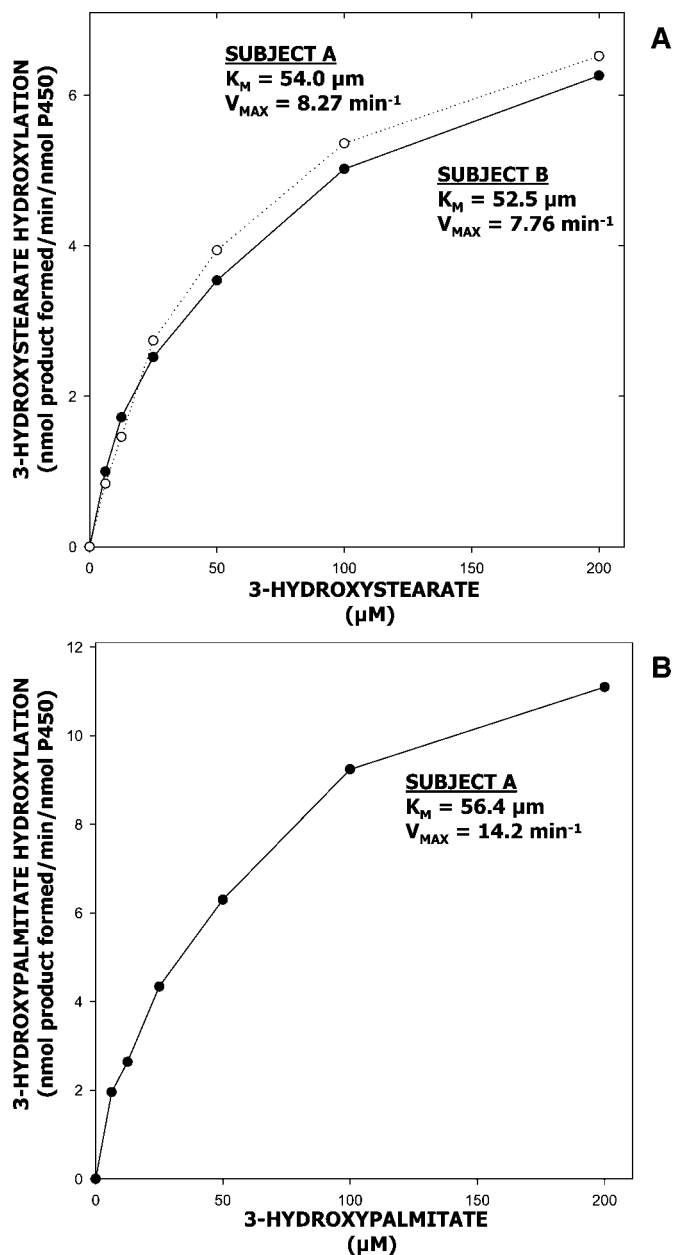 A
SUBJECT A
KM = 54.0 µm
VMAX = 8.27 min-1
SUBJECT B
KM = 52.5 µm
VMAX = 7.76 min-1
3-HYDROXYSTEARATE HYDROXYLATION
(nmol product formed/min/nmol P450)
6
4
2
0
0
50
100
150
200
3-HYDROXYSTEARATE
(µM)
B
SUBJECT A
KM = 56.4 µm
VMAX = 14.2 min-1
3-HYDROXYPALMITATE HYDROXYLATION
(nmol product formed/min/nmol P450)
12
10
8
6
4
2
0
0
50
100
150
200
3-HYDROXYPALMITATE
(µM)